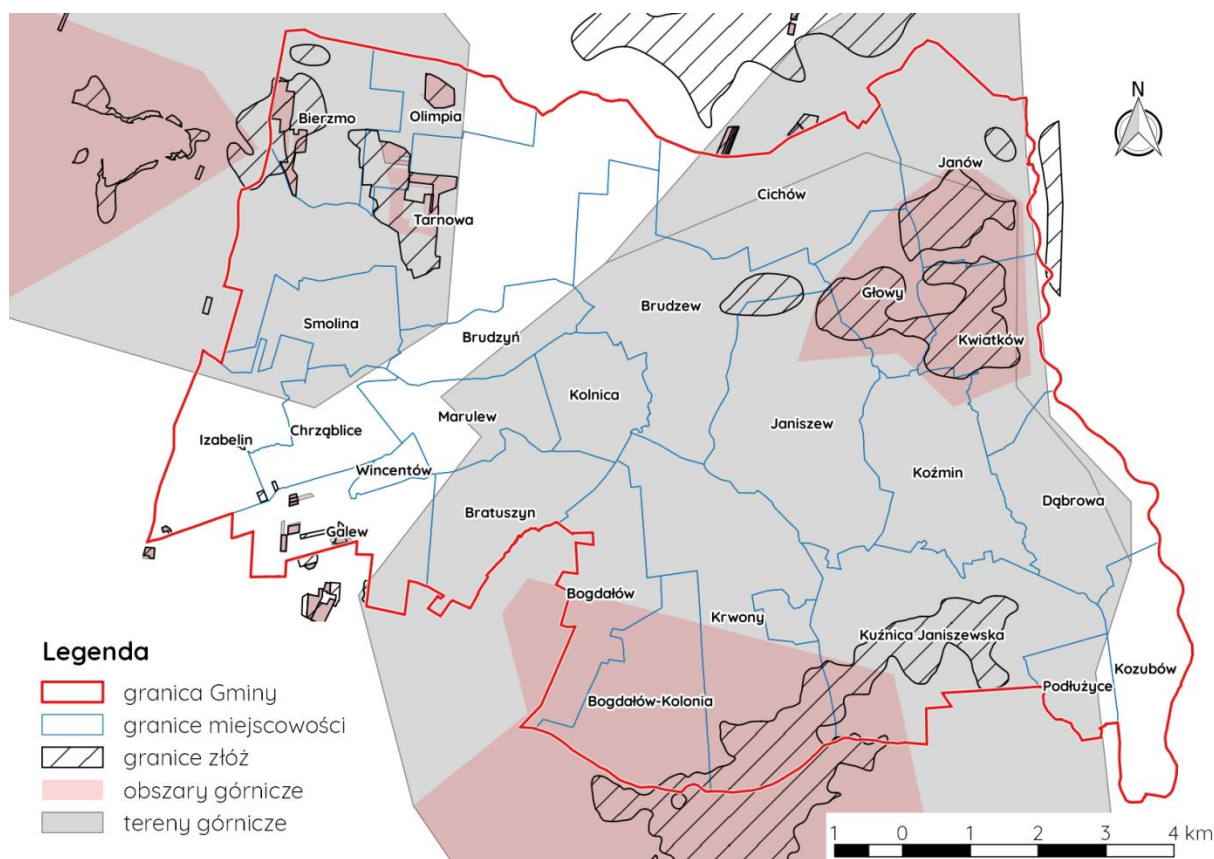 N
Bierzmo
Olimpia
Janów
Cichów
Tarnowa
Głowy
Smolina
Brudzew
Brudzyń
Kwiatków
Kolnica
Marulew
Janiszew
Chrząblice
Izabelin
Wincentów
Koźmin
Dąbrowa
Bratuszyn
Galew
Bogdałów
Krwony
Kuźnica Janiszewska
Kozubów
Podłużyce
Bogdałów-Kolonia
Legenda
granica Gminy
granice miejscowości
granice złóż
obszary górnicze
tereny górnicze
1 0 1 2 3 4 km